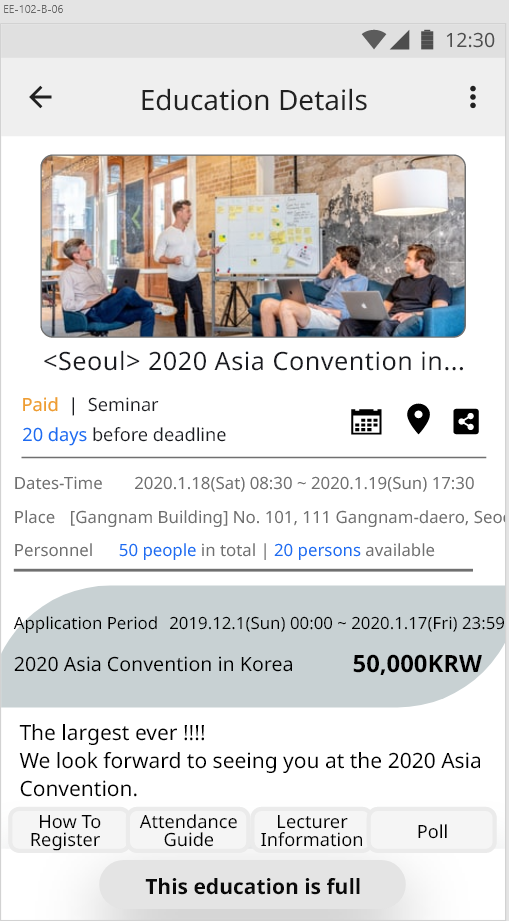 EE-102-B-06
12:30
Education Details
<Seoul> 2020 Asia Convention in...
Paid | Seminar
20 days before deadline
Dates-Time 2020.1.18(Sat) 08:30 ~ 2020.1.19(Sun) 17:30
Place [Gangnam Building] No. 101, 111 Gangnam-daero, Seo
Personnel 50 people in total | 20 persons available
Application Period 2019.12.1(Sun) 00:00 ~ 2020.1.17(Fri) 23:59
2020 Asia Convention in Korea 50,000KRW
The largest ever !!!!
We look forward to seeing you at the 2020 Asia
Convention.
How To
Register
Attendance
Guide
Lecturer
Information
Poll
This education is full